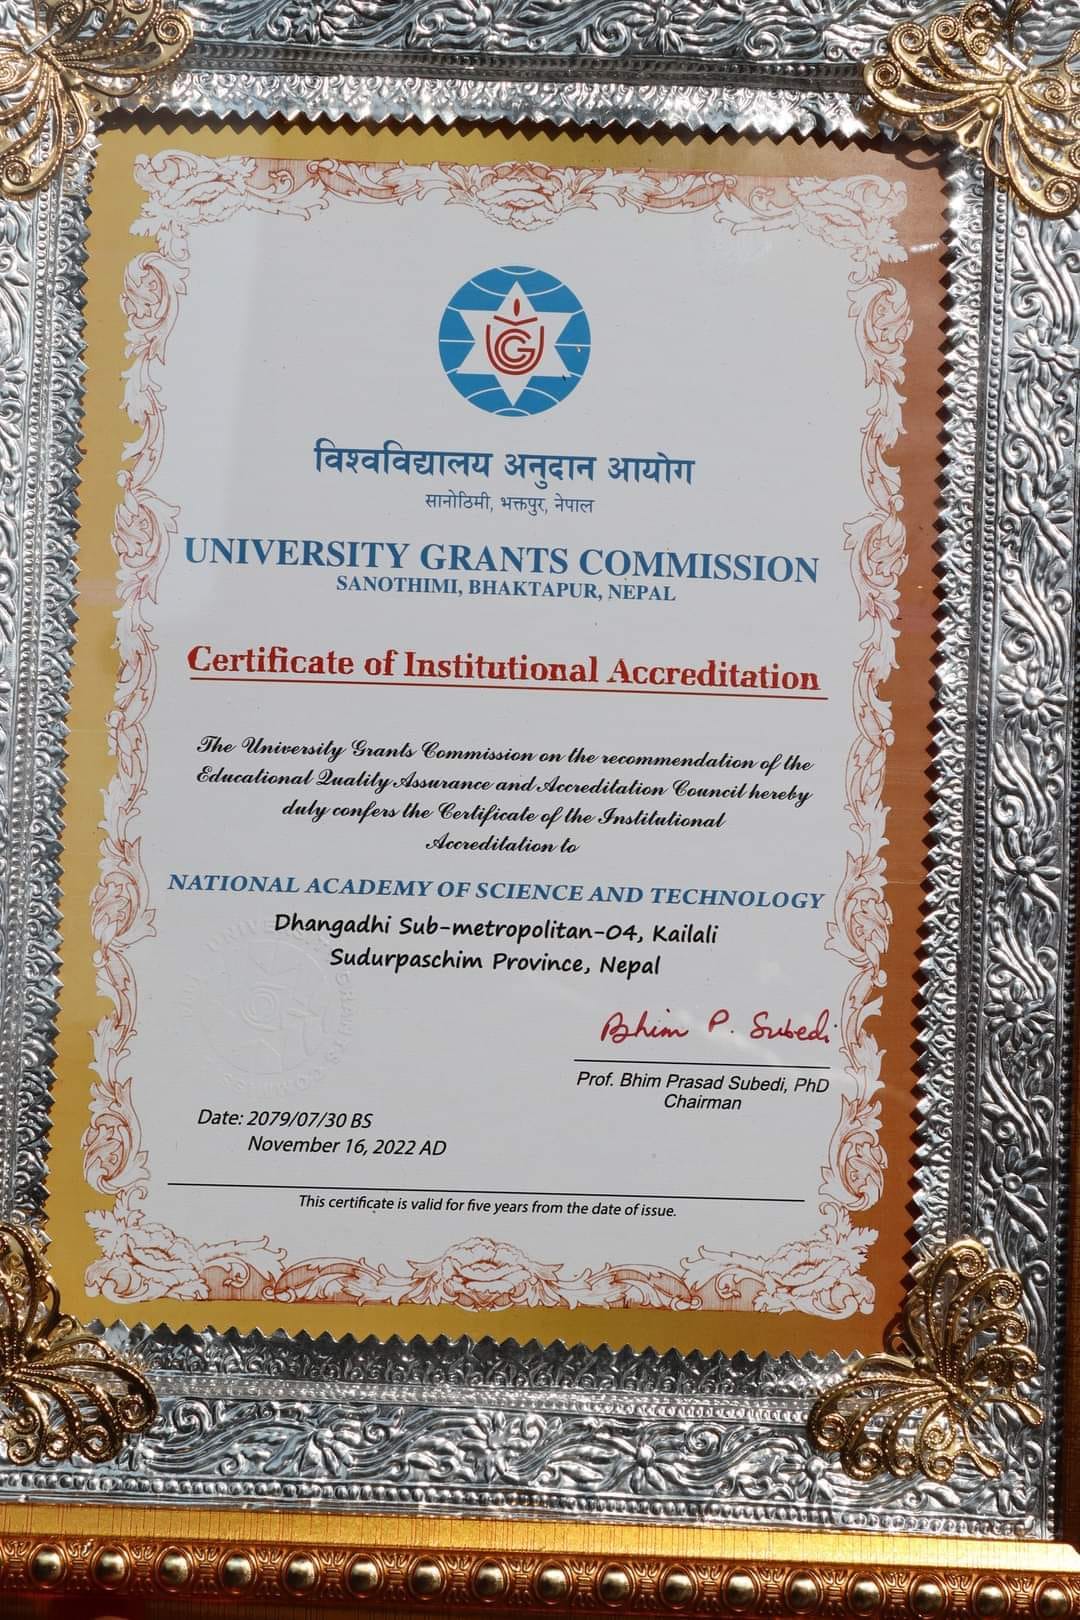 UGC
विश्वविद्यालय अनुदान आयोग
सानोठिमी, भक्तपुर, नेपाल
UNIVERSITY GRANTS COMMISSION
SANOTHIMI, BHAKTAPUR, NEPAL
Certificate of Institutional Accreditation
The University Grants Commission on the recommendation of the
Educational Quality Assurance and Accreditation Council hereby
duly confers the Certificate of the Institutional
Accreditation to
NATIONAL ACADEMY OF SCIENCE AND TECHNOLOGY
Dhangadhi Sub-metropolitan-04, Kailali
Sudurpaschim Province, Nepal
Bhim P. Subedi
Prof. Bhim Prasad Subedi, PhD
Chairman
Date: 2079/07/30 BS
November 16, 2022 AD
This certificate is valid for five years from the date of issue.